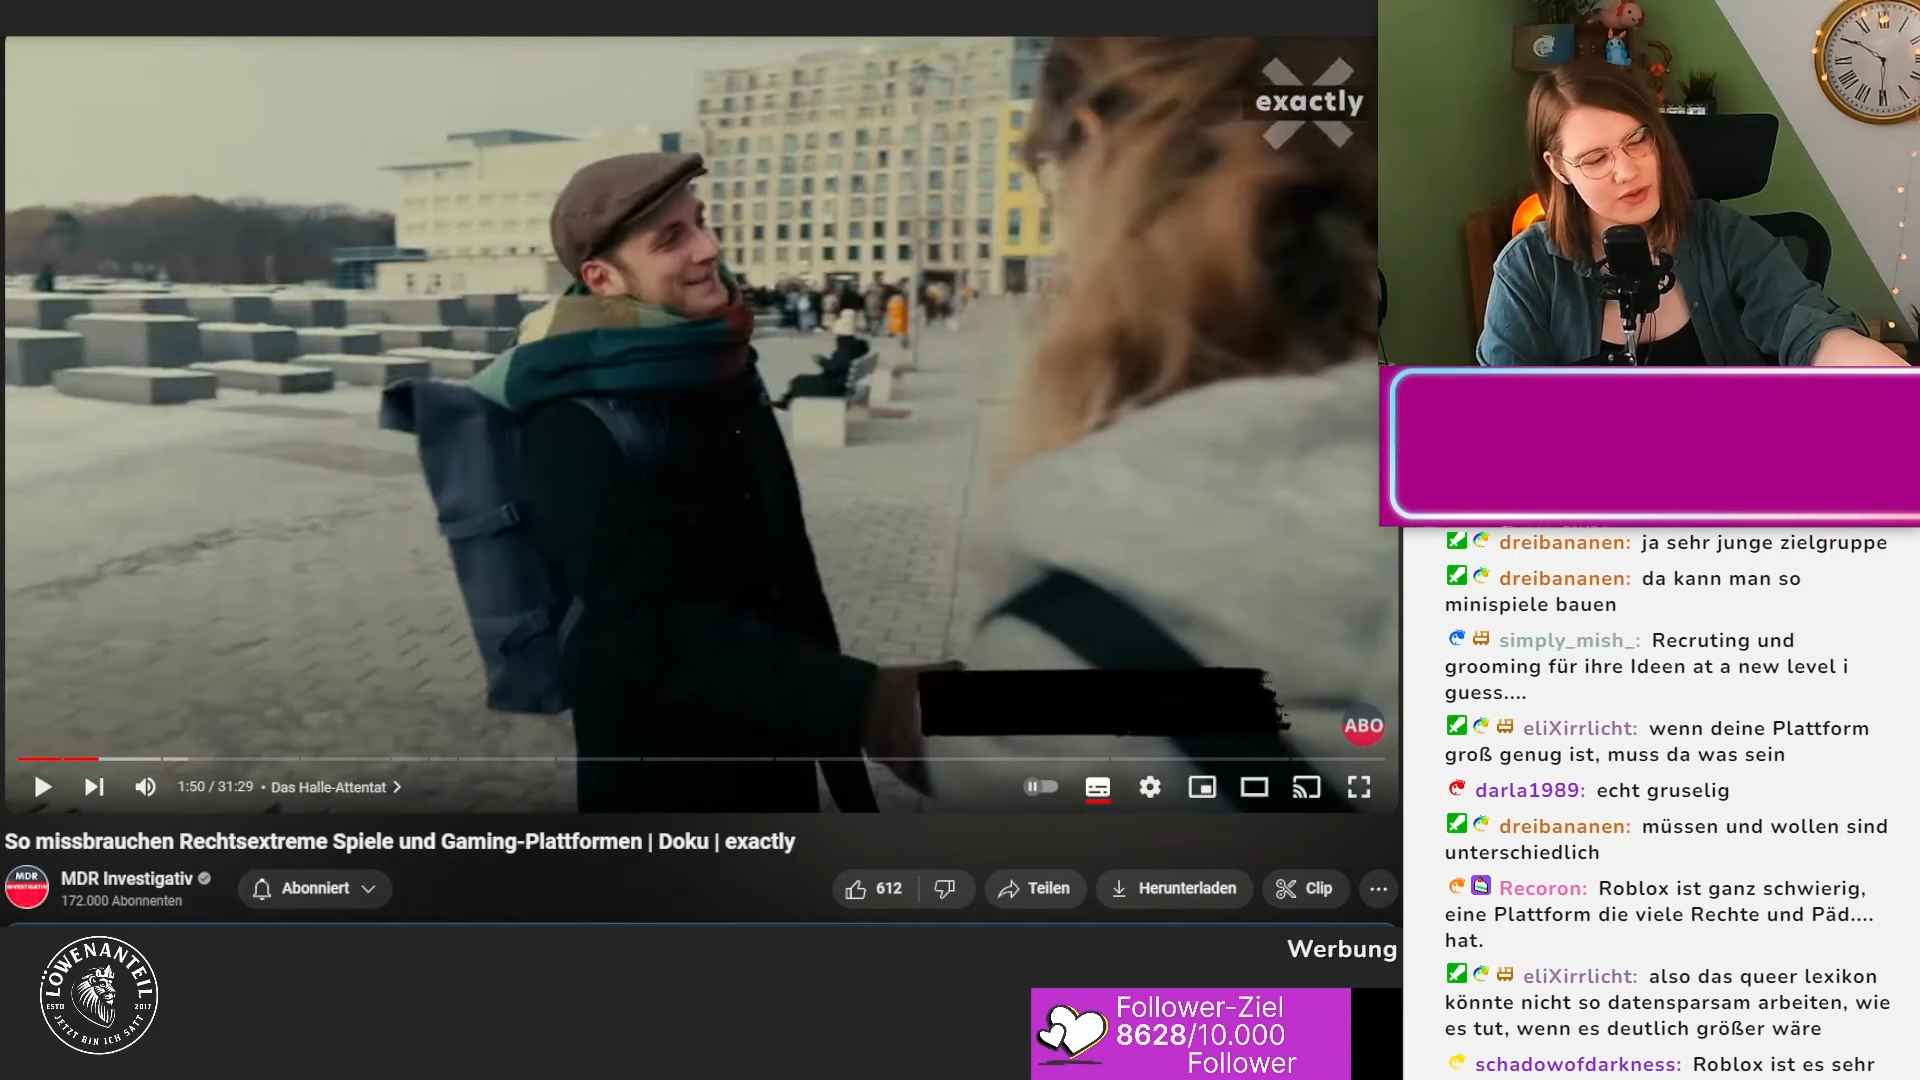 exactly
ABO
1:50 / 31:29 • Das Halle-Attentat
So missbrauchen Rechtsextreme Spiele und Gaming-Plattformen | Doku | exactly
MDR
INVESTIGATIV
MDR Investigativ
172.000 Abonnenten
Abonniert
612
Teilen
Herunterladen
Clip
Werbung
LÖWENANTEIL
ESTD 2017
JETZT BIN ICH SATT
Follower-Ziel
8628/10.000
Follower
dreibananen: ja sehr junge zielgruppe
dreibananen: da kann man so
minispiele bauen
simply_mish_: Recruting und
grooming für ihre Ideen at a new level i
guess....
eliXirrlicht: wenn deine Plattform
groß genug ist, muss da was sein
darla1989: echt gruselig
dreibananen: müssen und wollen sind
unterschiedlich
Recoron: Roblox ist ganz schwierig,
eine Plattform die viele Rechte und Päd....
hat.
eliXirrlicht: also das queer lexikon
könnte nicht so datensparsam arbeiten, wie
es tut, wenn es deutlich größer wäre
schadowofdarkness: Roblox ist es sehr